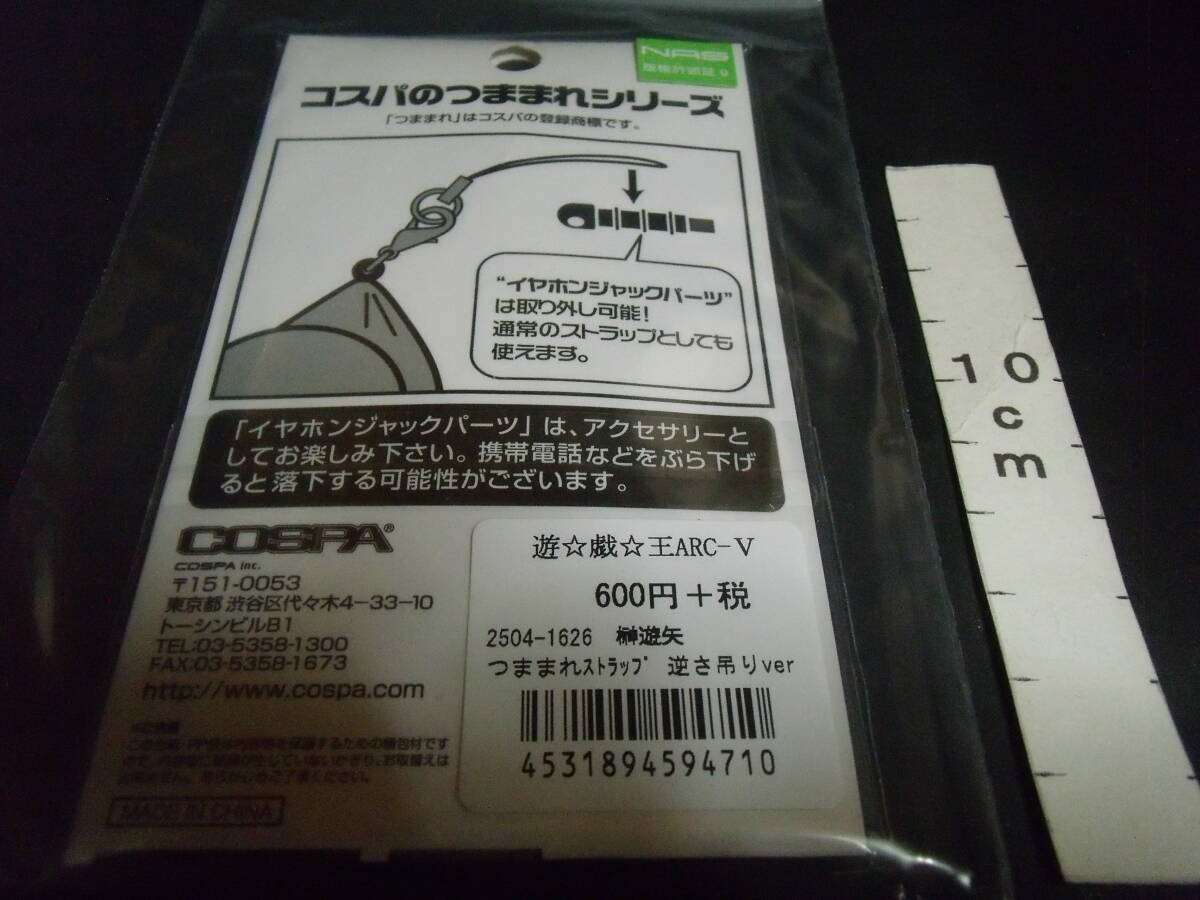 NAS
版権許諾証 9
コスパのつままれシリーズ
「つままれ」はコスパの登録商標です。
“イヤホンジャックパーツ”
は取り外し可能!
通常のストラップとしても
使えます。
「イヤホンジャックパーツ」は、アクセサリーと
してお楽しみ下さい。携帯電話などをぶら下げ
ると落下する可能性がございます。
COSPA®
COSPA inc.
〒151-0053
東京都 渋谷区代々木4-33-10
トーシンビルB1
TEL:03-5358-1300
FAX:03-5358-1673
http://www.cospa.com
MADE IN CHINA
遊☆戯☆王ARC-V
600円+税
2504-1626 榊遊矢
つままれストラップ 逆さ吊りver
4531894594710
10
c
m